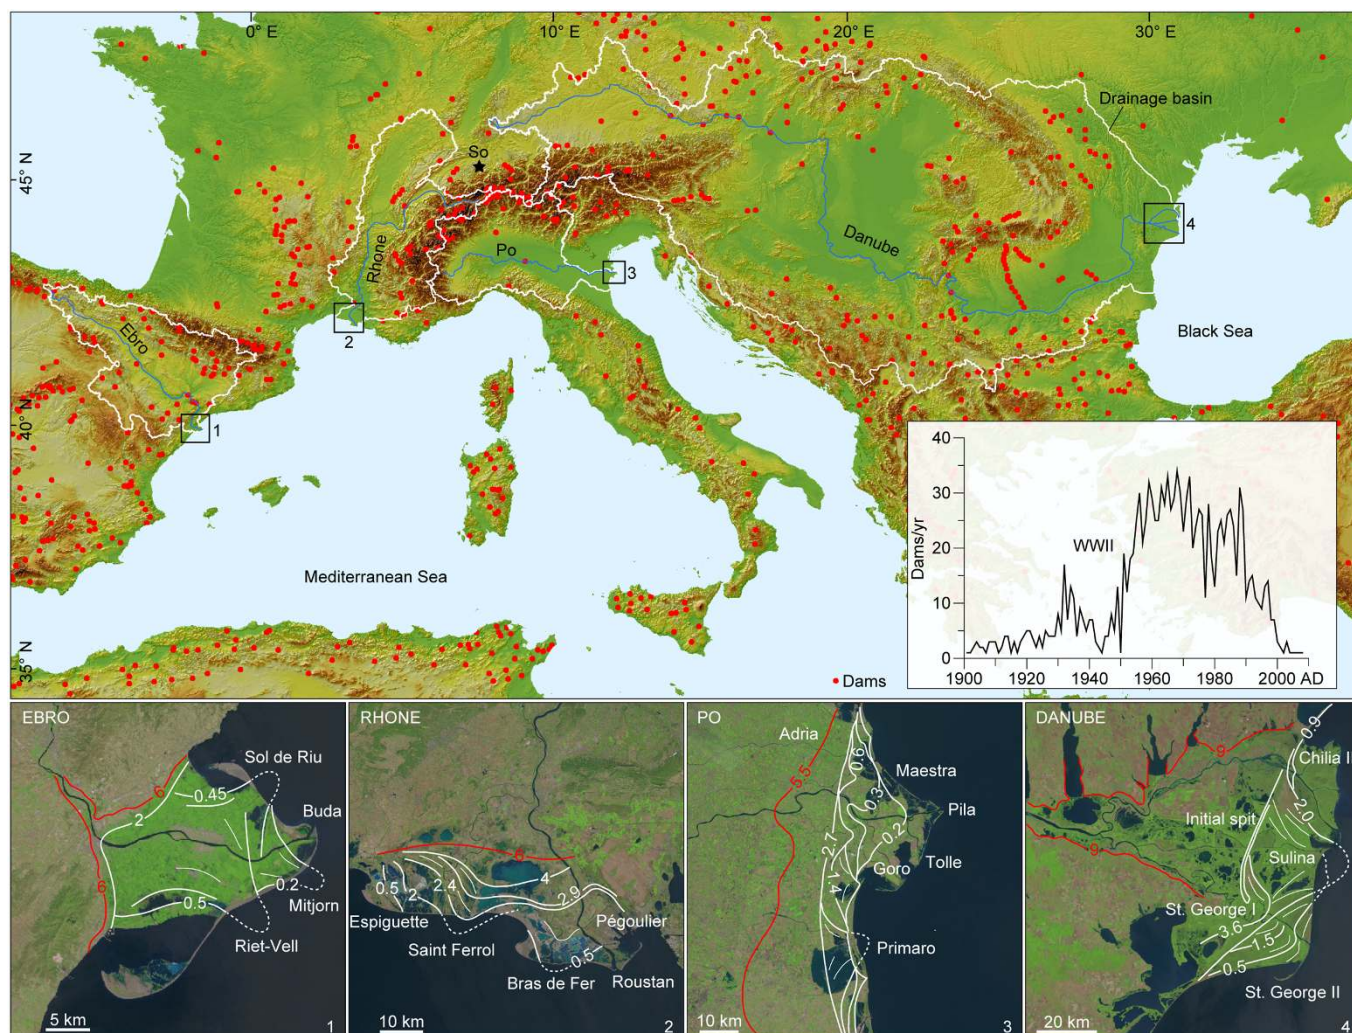 0° E
10° E
20° E
30° E
Drainage basin
45° N
So
4
Rhone
Po
Danube
3
Ebro
2
Black Sea
1
40° N
40
30
20
10
0
Dams/yr
WWII
1900
1920
1940
1960
1980
2000 AD
Mediterranean Sea
35° N
Dams
EBRO
Sol de Riu
6
0.45
2
Buda
6
0.2
0.5
Mitjorn
Riet-Vell
5 km
1
RHONE
6
0.5
2
2.4
4
2.9
Espiguette
Pégoulier
Saint Ferrol
0.5
Bras de Fer
Roustan
10 km
2
PO
Adria
5.5
0.6
Maestra
0.3
Pila
2.7
0.2
1.4
Goro
Tolle
Primaro
10 km
3
DANUBE
0.9
9
Chilia II
2.0
Initial spit
Sulina
9
St. George I
3.6
1.5
0.5
St. George II
20 km
4